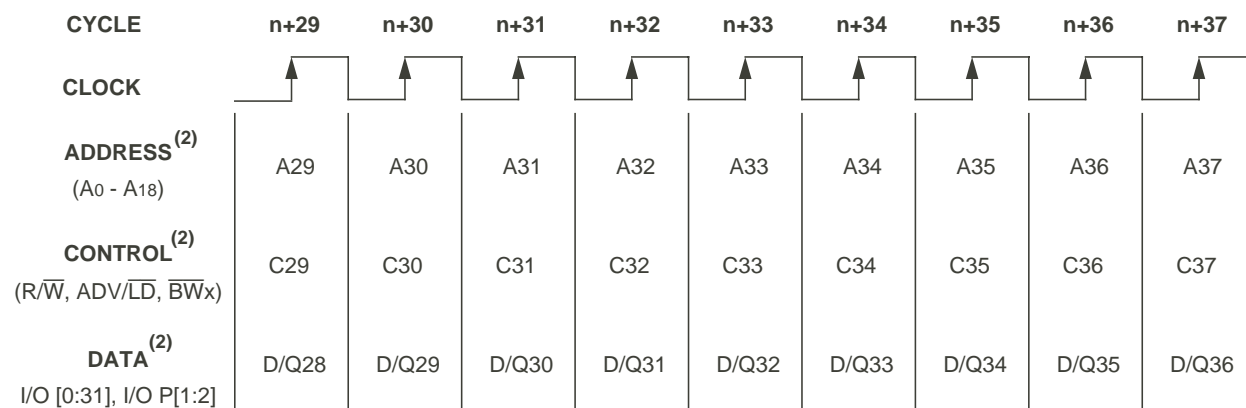 CYCLE n+29 n+30 n+31 n+32 n+33 n+34 n+35 n+36 n+37
CLOCK
ADDRESS(2)
(A0 - A18) A29 A30 A31 A32 A33 A34 A35 A36 A37
CONTROL(2)
(R/W̅, ADV/L̅D̅, B̅W̅x) C29 C30 C31 C32 C33 C34 C35 C36 C37
DATA(2)
I/O [0:31], I/O P[1:2] D/Q28 D/Q29 D/Q30 D/Q31 D/Q32 D/Q33 D/Q34 D/Q35 D/Q36